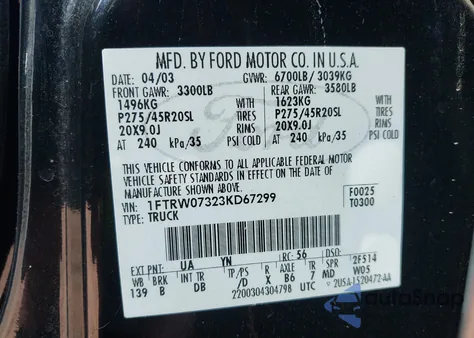 MFD. BY FORD MOTOR CO. IN U.S.A.
DATE 04/03 GVWR: 6700LB/ 3039KG
FRONT GAWR: 3300LB REAR GAWR: 3580LB
1496KG WITH 1623KG WITH
P275/45R20SL TIRES P275/45R20SL TIRES
20X9.0J RIMS 20X9.0J RIMS
AT 240 kPa/35 PSI COLD AT 240 kPa/35 PSI COLD
Ford
THIS VEHICLE CONFORMS TO ALL APPLICABLE FEDERAL MOTOR
VEHICLE SAFETY STANDARDS IN EFFECT ON THE DATE OF
MANUFACTURE SHOWN ABOVE.
VIN: 1FTRW07323KD67299 F0025
TYPE: TRUCK T0300
EXT PNT: UA YN RC: 56 DSO: 
WB BRK INT TR TP/PS R AXLE TR SPR 2F514
139 B DB /D X B6 7 MD W05
2200304304798 UTC 2U5A-1520472-AA
autoSnap